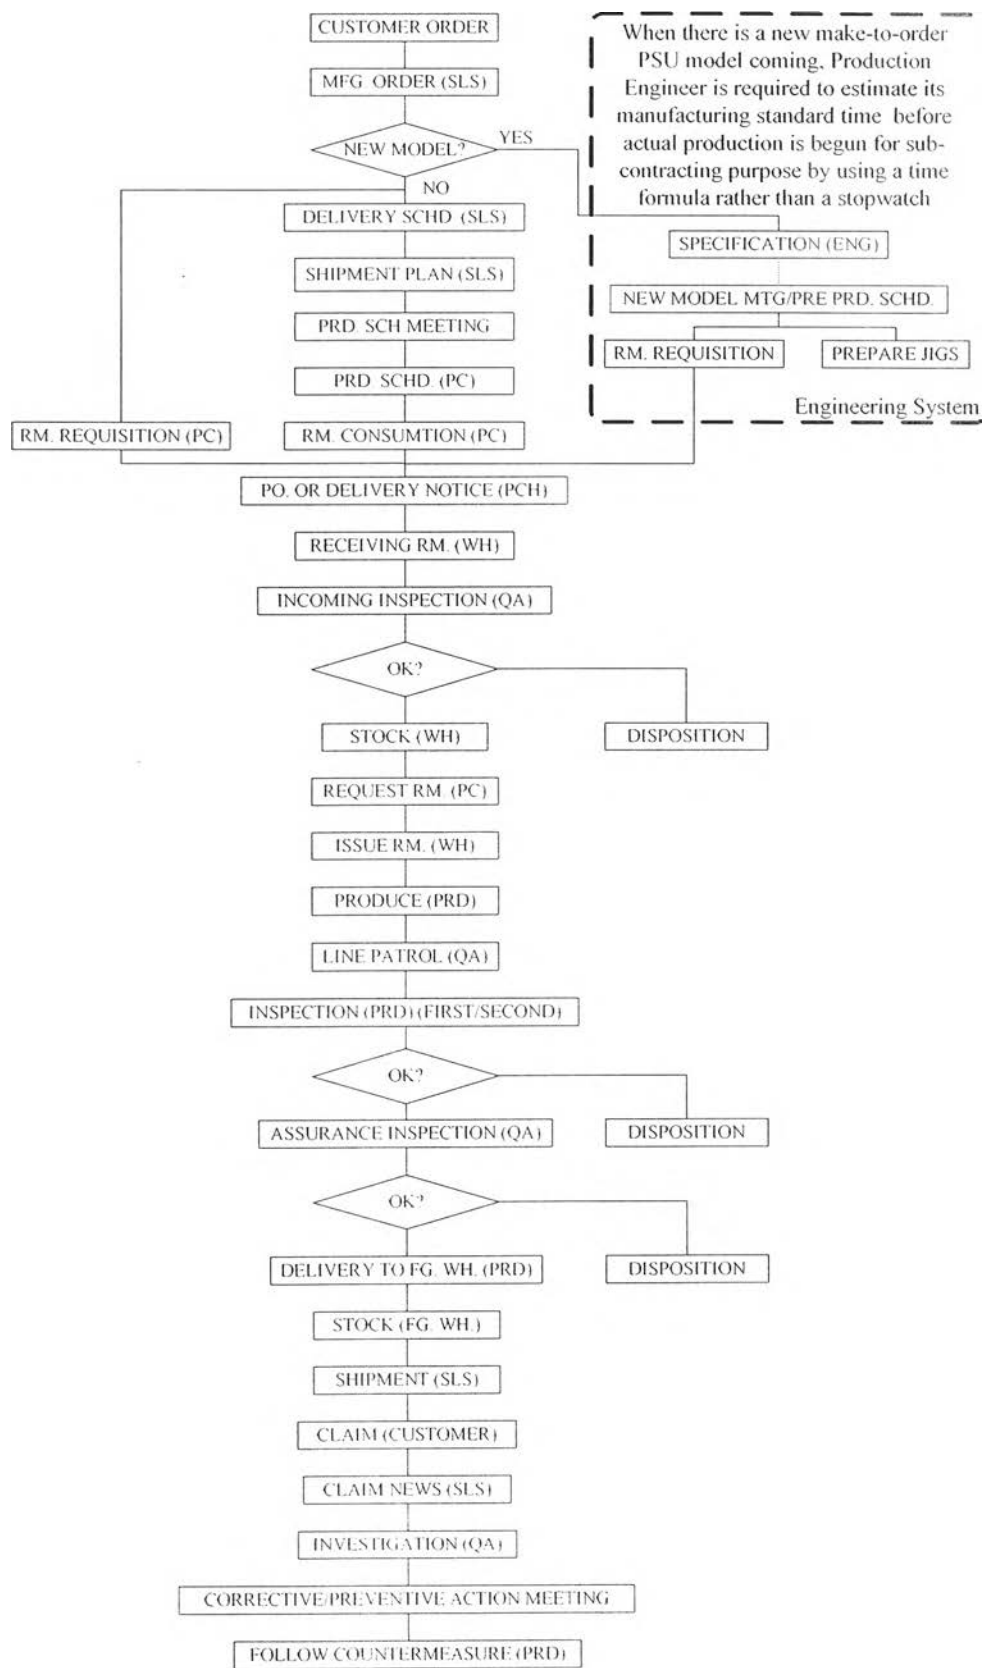 CUSTOMER ORDER
MFG. ORDER (SLS)
NEW MODEL?
YES
NO
When there is a new make-to-order
PSU model coming, Production
Engineer is required to estimate its
manufacturing standard time before
actual production is begun for sub-
contracting purpose by using a time
formula rather than a stopwatch
DELIVERY SCHD (SLS)
SPECIFICATION (ENG)
SHIPMENT PLAN (SLS)
NEW MODEL MTG/PRE PRD. SCHD.
PRD. SCH MEETING
RM. REQUISITION
PREPARE JIGS
PRD. SCHD. (PC)
Engineering System
RM. REQUISITION (PC)
RM. CONSUMTION (PC)
PO. OR DELIVERY NOTICE (PCH)
RECEIVING RM. (WH)
INCOMING INSPECTION (QA)
OK?
STOCK (WH)
DISPOSITION
REQUEST RM. (PC)
ISSUE RM. (WH)
PRODUCE (PRD)
LINE PATROL (QA)
INSPECTION (PRD) (FIRST/SECOND)
OK?
ASSURANCE INSPECTION (QA)
DISPOSITION
OK?
DELIVERY TO FG. WH. (PRD)
DISPOSITION
STOCK (FG. WH.)
SHIPMENT (SLS)
CLAIM (CUSTOMER)
CLAIM NEWS (SLS)
INVESTIGATION (QA)
CORRECTIVE/PREVENTIVE ACTION MEETING
FOLLOW COUNTERMEASURE (PRD)